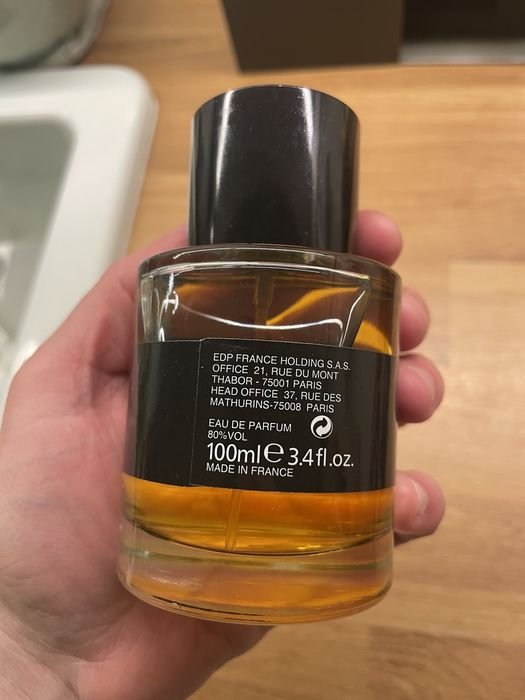 EDP FRANCE HOLDING S.A.S.
OFFICE 21, RUE DU MONT
THABOR - 75001 PARIS
HEAD OFFICE 37, RUE DES
MATHURINS-75008 PARIS
EAU DE PARFUM
80%VOL
100ml e 3.4fl.oz.
MADE IN FRANCE